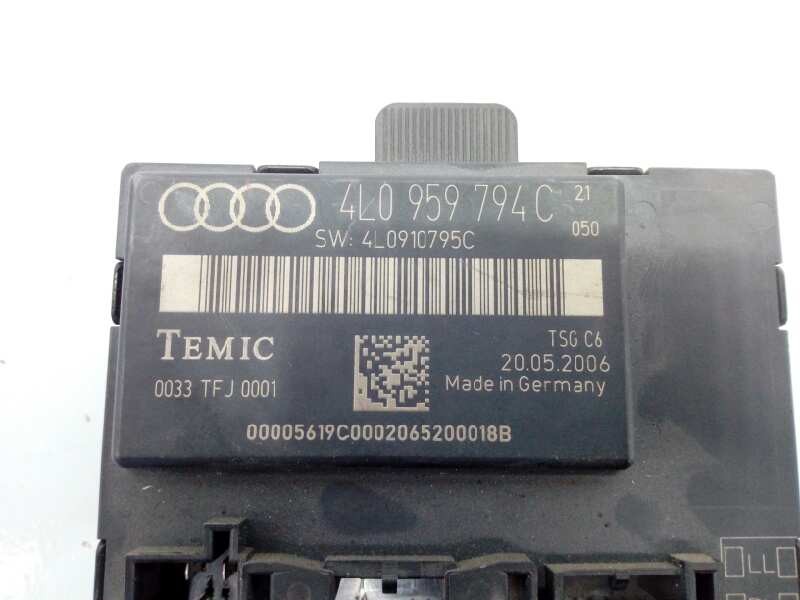 4L0 959 794 C 21
050
SW: 4L0910795C
TEMIC
TSG C6
20.05.2006
0033 TFJ 0001
Made in Germany
00005619C0002065200018B
LL